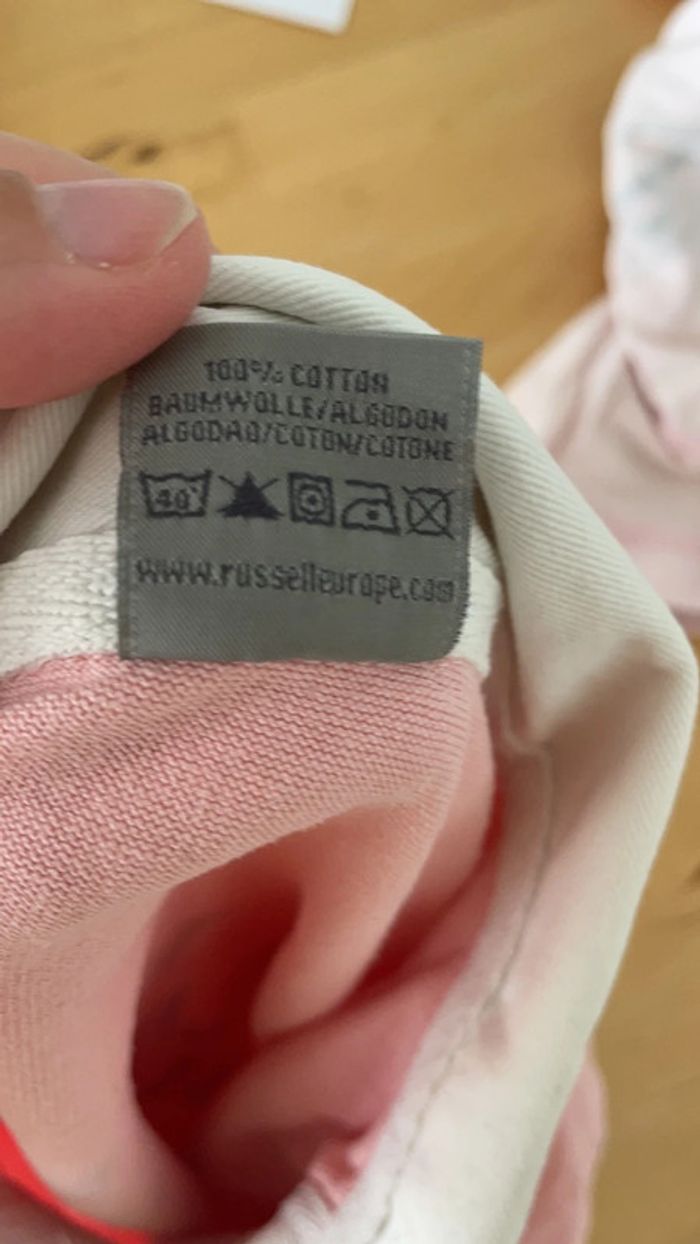 100% COTTON
BAUMWOLLE/ALGODON
ALGODAO/COTON/COTONE
40°
www.russelleurope.com